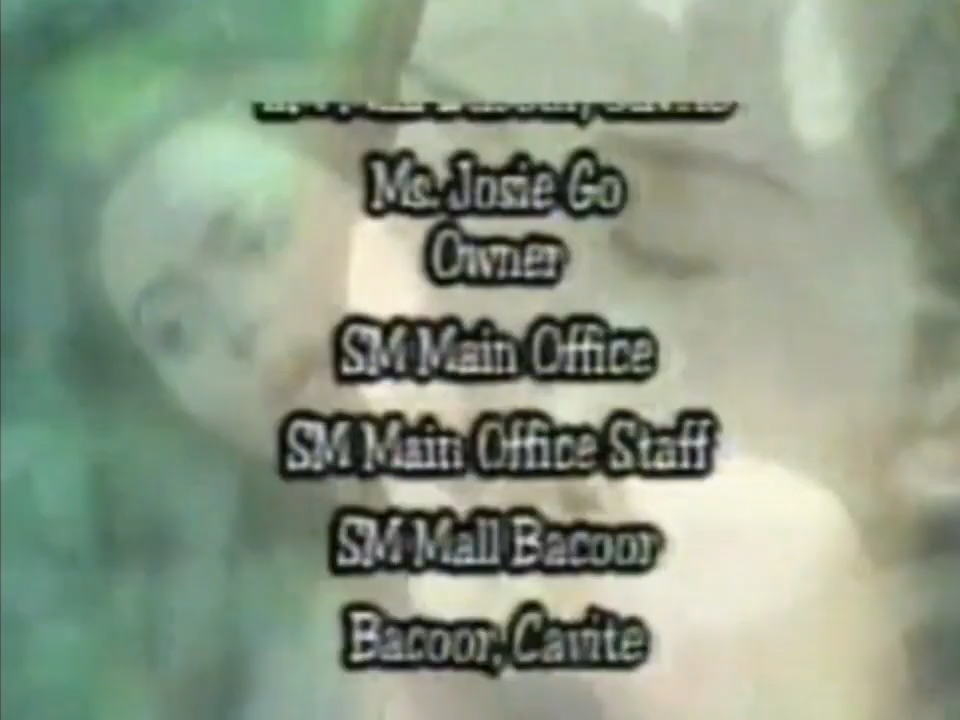 Ms. Josie Go
Owner
SM Main Office
SM Main Office Staff
SM Mall Bacoor
Bacoor, Cavite